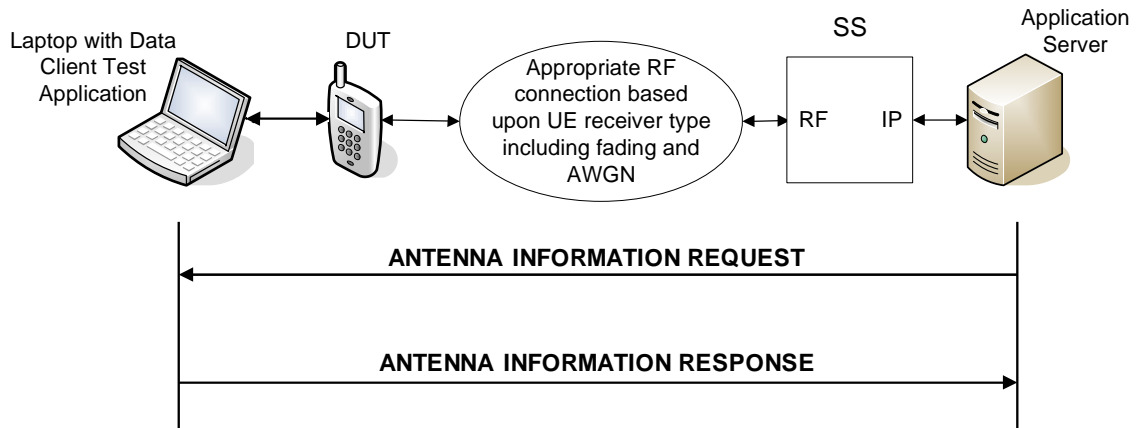 Laptop with Data
Client Test
Application
DUT
Appropriate RF
connection based
upon UE receiver type
including fading and
AWGN
SS
RF
IP
Application
Server
ANTENNA INFORMATION REQUEST
ANTENNA INFORMATION RESPONSE